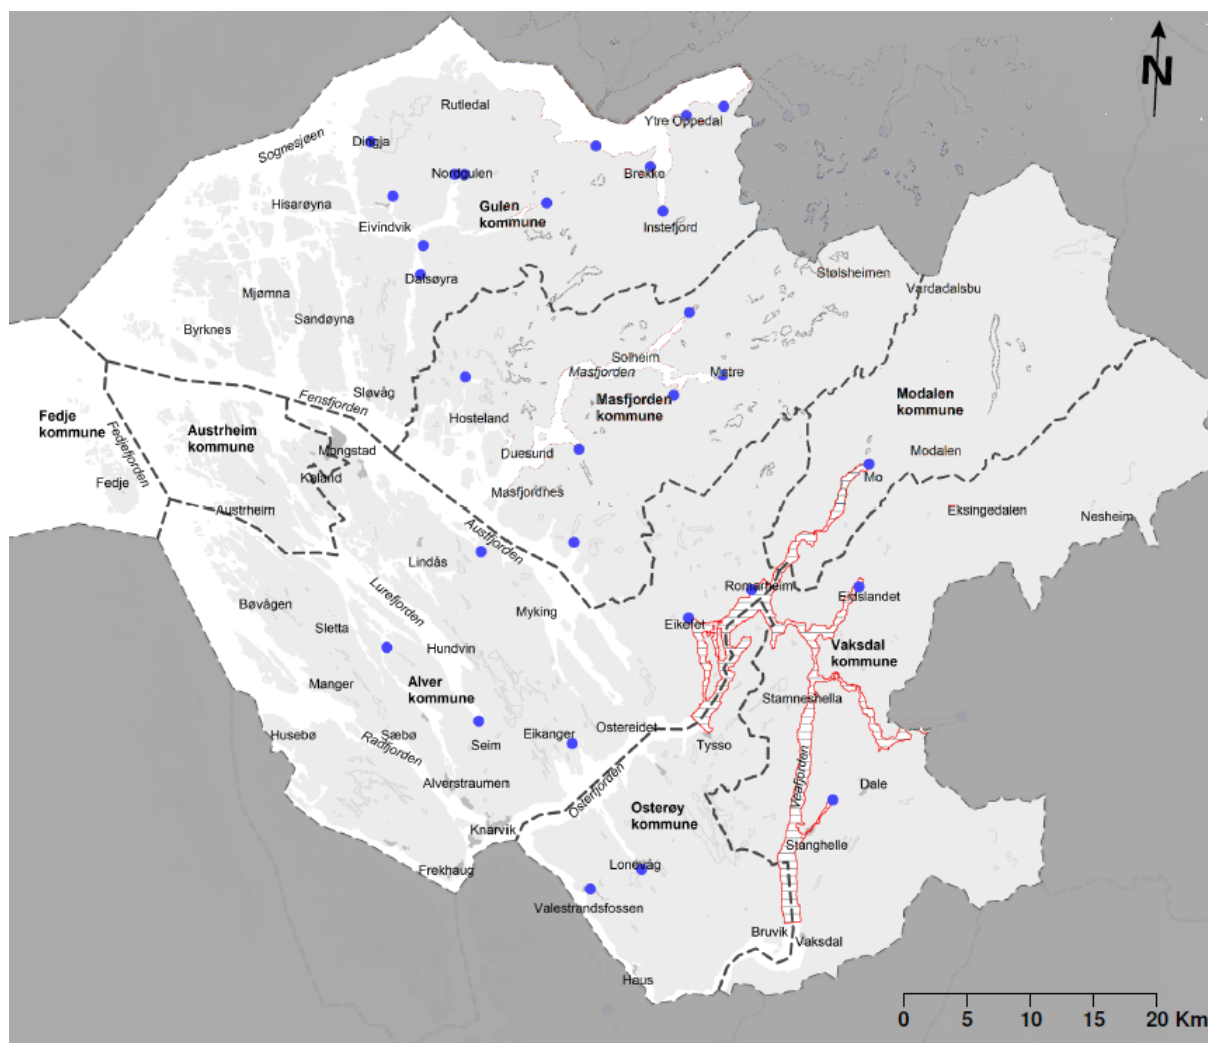 N
Rutledal
Ytre Oppedal
Dingja
Sognesjøen
Nordgulen
Brekke
Hisarøyna
Gulen
kommune
Eivindvik
Instefjord
Stølsheimen
Dalsøyra
Vardadalsbu
Mjømna
Sandøyna
Byrknes
Solheim
Masfjorden
Matre
Sløvåg
Fensfjorden
Masfjorden
kommune
Modalen
kommune
Fedje
kommune
Austrheim
kommune
Hosteland
Fedjefjorden
Mongstad
Duesund
Modalen
Kaland
Mo
Fedje
Masfjordnes
Austrheim
Eksingedalen
Nesheim
Austfjorden
Lindås
Romarheim
Eidslandet
Lurefjorden
Bøvågen
Myking
Sletta
Eikefet
Hundvin
Vaksdal
kommune
Manger
Alver
kommune
Stamneshella
Ostereidet
Husebø
Sæbø
Seim
Eikanger
Tysso
Radfjorden
Veafjorden
Alverstraumen
Osterfjorden
Dale
Osterøy
kommune
Knarvik
Stanghelle
Frekhaug
Lonevåg
Valestrandsfossen
Bruvik
Vaksdal
Haus
0 5 10 15 20 Km